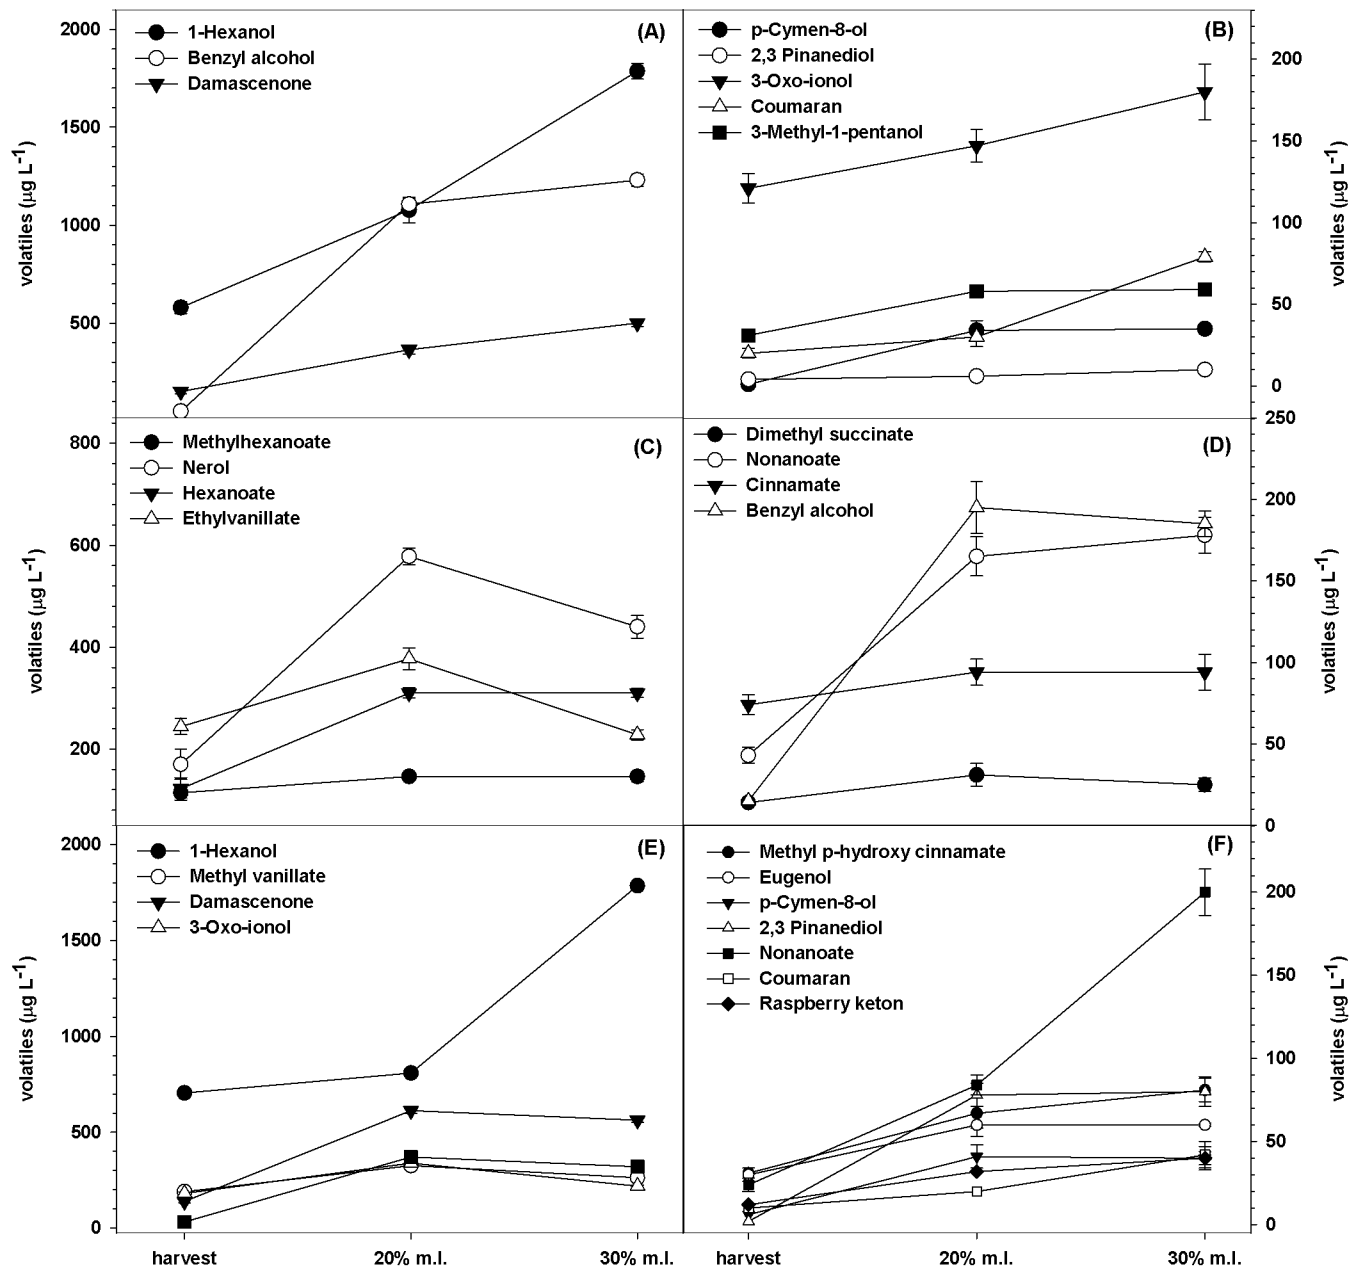 (A)
1-Hexanol
Benzyl alcohol
Damascenone
2000
1500
1000
500
volatiles (µg L⁻¹)
(B)
p-Cymen-8-ol
2,3 Pinanediol
3-Oxo-ionol
Coumaran
3-Methyl-1-pentanol
200
150
100
50
0
volatiles (µg L⁻¹)
(C)
Methylhexanoate
Nerol
Hexanoate
Ethylvanillate
800
600
400
200
volatiles (µg L⁻¹)
(D)
Dimethyl succinate
Nonanoate
Cinnamate
Benzyl alcohol
250
200
150
100
50
0
volatiles (µg L⁻¹)
(E)
1-Hexanol
Methyl vanillate
Damascenone
3-Oxo-ionol
2000
1500
1000
500
0
volatiles (µg L⁻¹)
harvest 20% m.l. 30% m.l.
(F)
Methyl p-hydroxy cinnamate
Eugenol
p-Cymen-8-ol
2,3 Pinanediol
Nonanoate
Coumaran
Raspberry keton
200
150
100
50
0
volatiles (µg L⁻¹)
harvest 20% m.l. 30% m.l.